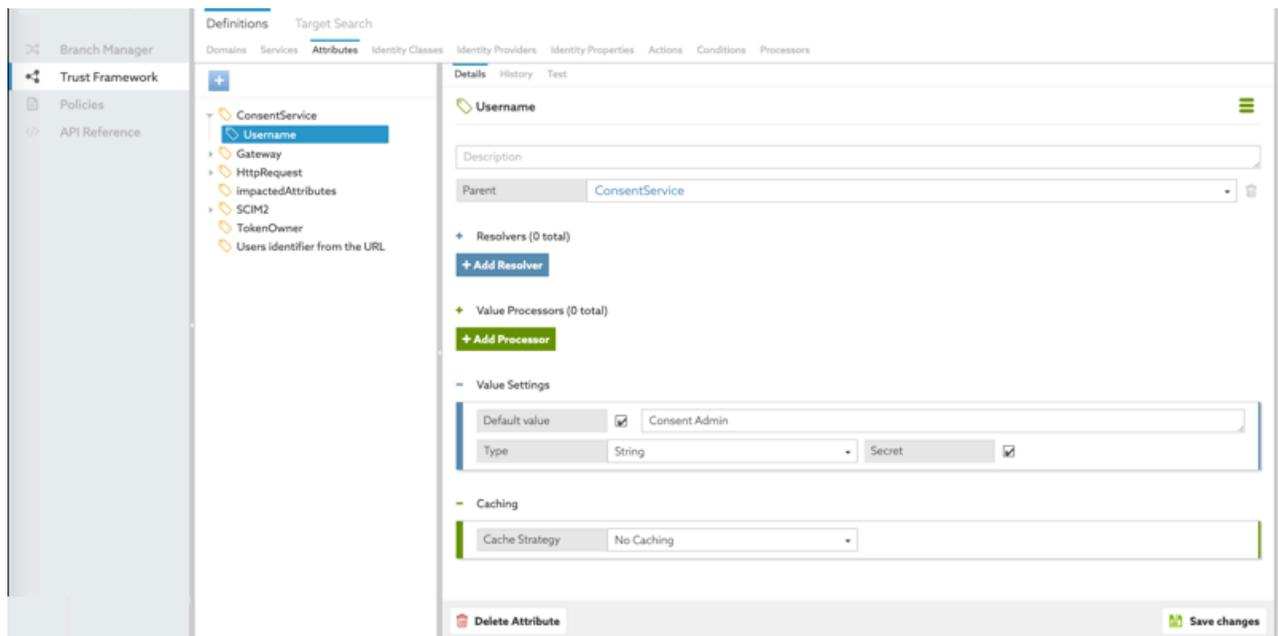 Definitions Target Search
Branch Manager
Trust Framework
Policies
API Reference
Domains Services Attributes Identity Classes Identity Providers Identity Properties Actions Conditions Processors
+
ConsentService
Username
Gateway
HttpRequest
impactedAttributes
SCIM2
TokenOwner
Users identifier from the URL
Details History Test
Username
Description
Parent ConsentService
+ Resolvers (0 total)
+ Add Resolver
+ Value Processors (0 total)
+ Add Processor
- Value Settings
Default value Consent Admin
Type String Secret
- Caching
Cache Strategy No Caching
Delete Attribute Save changes